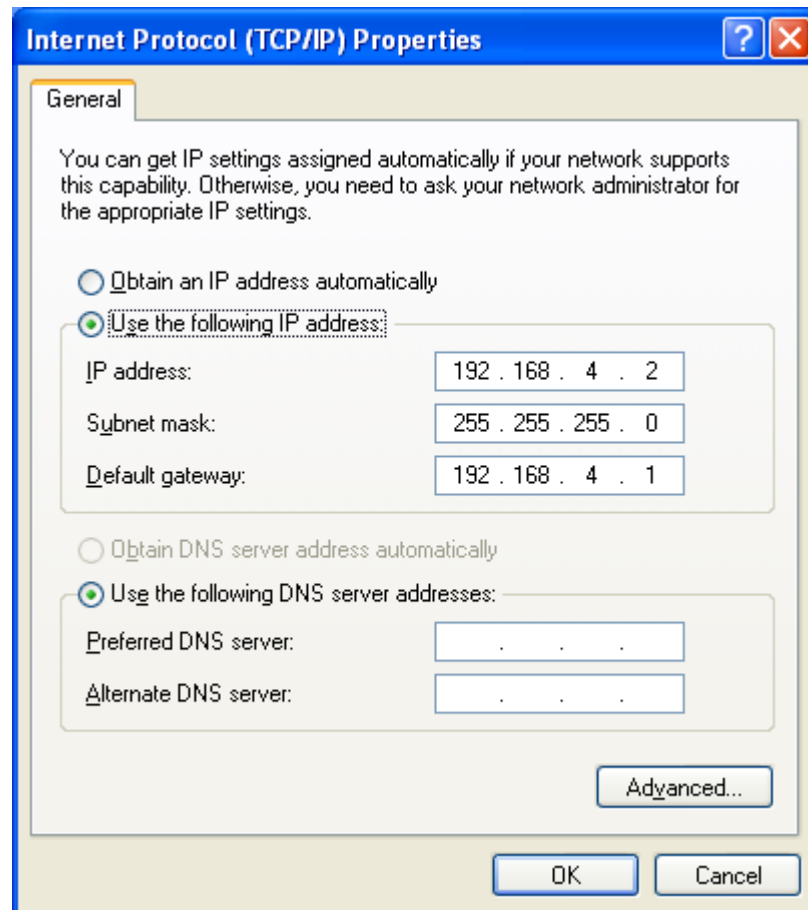 Internet Protocol (TCP/IP) Properties
General
You can get IP settings assigned automatically if your network supports
this capability. Otherwise, you need to ask your network administrator for
the appropriate IP settings.
Obtain an IP address automatically
Use the following IP address:
IP address: 192 . 168 . 4 . 2
Subnet mask: 255 . 255 . 255 . 0
Default gateway: 192 . 168 . 4 . 1
Obtain DNS server address automatically
Use the following DNS server addresses:
Preferred DNS server: . . .
Alternate DNS server: . . .
Advanced...
OK Cancel